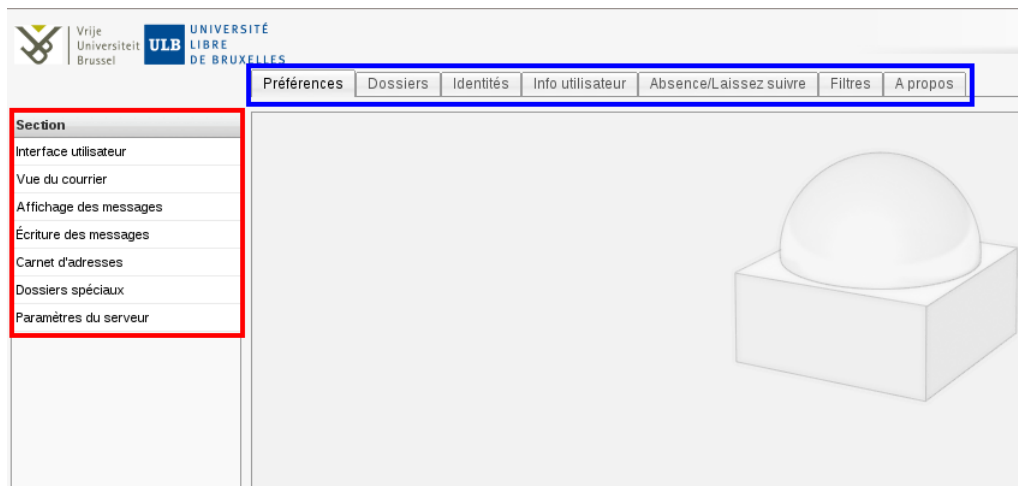 Vrije
Universiteit
Brussel
ULB
UNIVERSITÉ
LIBRE
DE BRUXELLES
Préférences Dossiers Identités Info utilisateur Absence/Laissez suivre Filtres A propos
Section
Interface utilisateur
Vue du courrier
Affichage des messages
Écriture des messages
Carnet d'adresses
Dossiers spéciaux
Paramètres du serveur